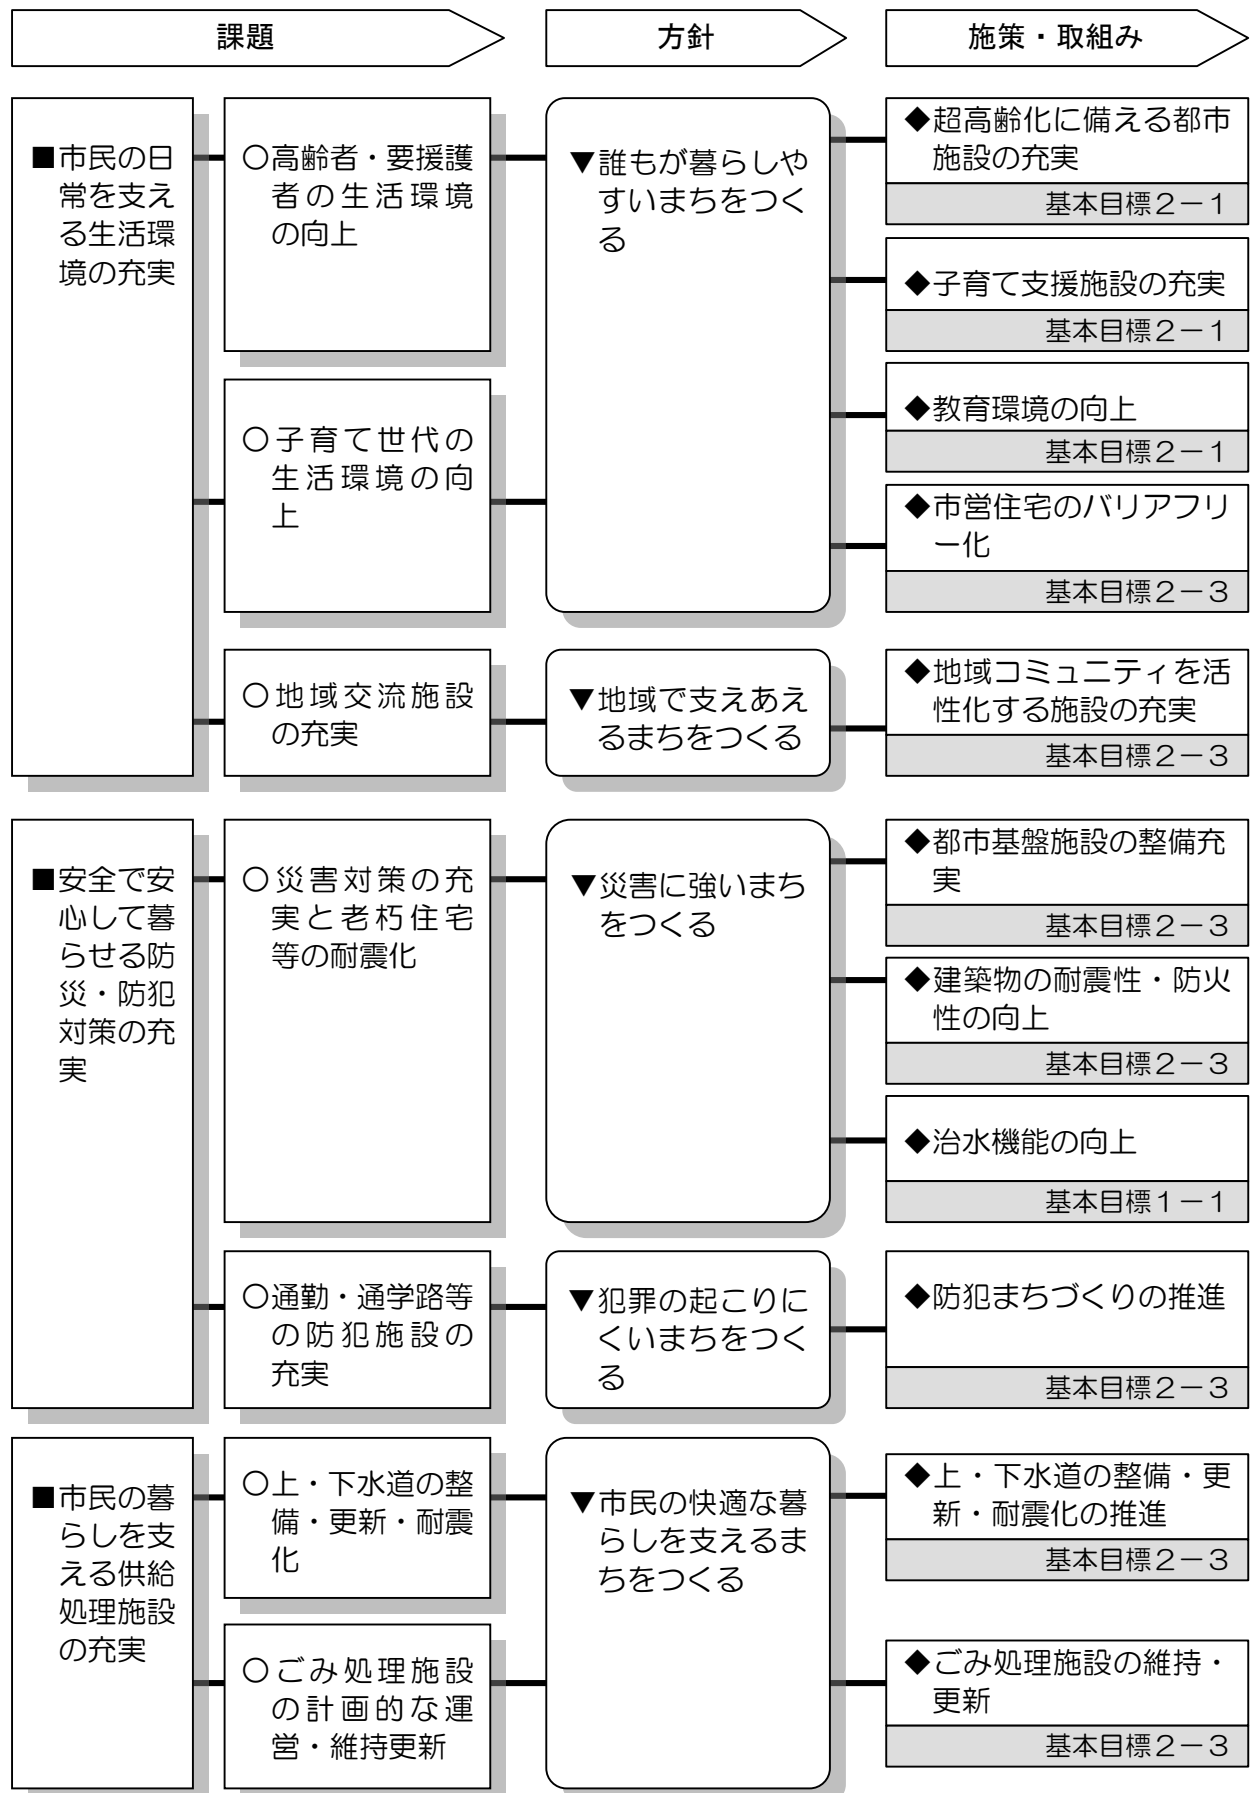 課題
方針
施策・取組み
■市民の日
常を支え
る生活環
境の充実
○高齢者・要援護
者の生活環境
の向上
○子育て世代の
生活環境の向
上
○地域交流施設
の充実
▼誰もが暮らしや
すいまちをつく
る
▼地域で支えあえ
るまちをつくる
◆超高齢化に備える都市
施設の充実
基本目標2－1
◆子育て支援施設の充実
基本目標2－1
◆教育環境の向上
基本目標2－1
◆市営住宅のバリアフリ
ー化
基本目標2－3
◆地域コミュニティを活
性化する施設の充実
基本目標2－3
■安全で安
心して暮
らせる防
災・防犯
対策の充
実
○災害対策の充
実と老朽住宅
等の耐震化
○通勤・通学路等
の防犯施設の
充実
▼災害に強いまち
をつくる
▼犯罪の起こりに
くいまちをつく
る
◆都市基盤施設の整備充
実
基本目標2－3
◆建築物の耐震性・防火
性の向上
基本目標2－3
◆治水機能の向上
基本目標1－1
◆防犯まちづくりの推進
基本目標2－3
■市民の暮
らしを支
える供給
処理施設
の充実
○上・下水道の整
備・更新・耐震
化
○ごみ処理施設
の計画的な運
営・維持更新
▼市民の快適な暮
らしを支えるま
ちをつくる
◆上・下水道の整備・更
新・耐震化の推進
基本目標2－3
◆ごみ処理施設の維持・
更新
基本目標2－3